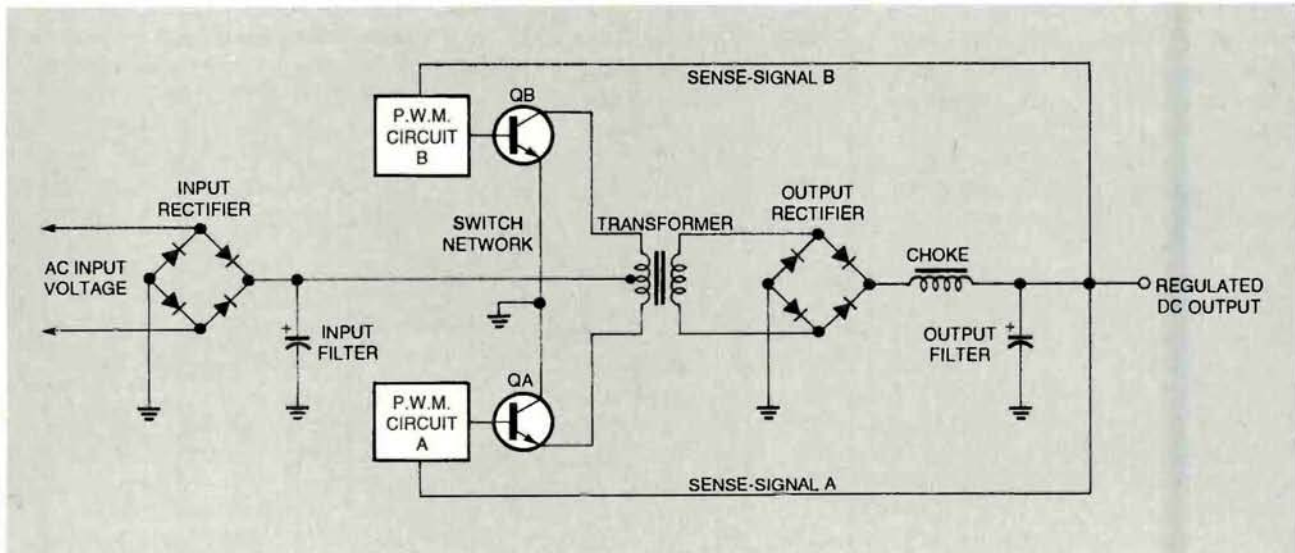 SENSE-SIGNAL B
QB
P.W.M.
CIRCUIT
B
INPUT
RECTIFIER
SWITCH
NETWORK
TRANSFORMER
OUTPUT
RECTIFIER
CHOKE
AC INPUT
VOLTAGE
REGULATED
DC OUTPUT
+
INPUT
FILTER
+
OUTPUT
FILTER
QA
P.W.M.
CIRCUIT
A
SENSE-SIGNAL A